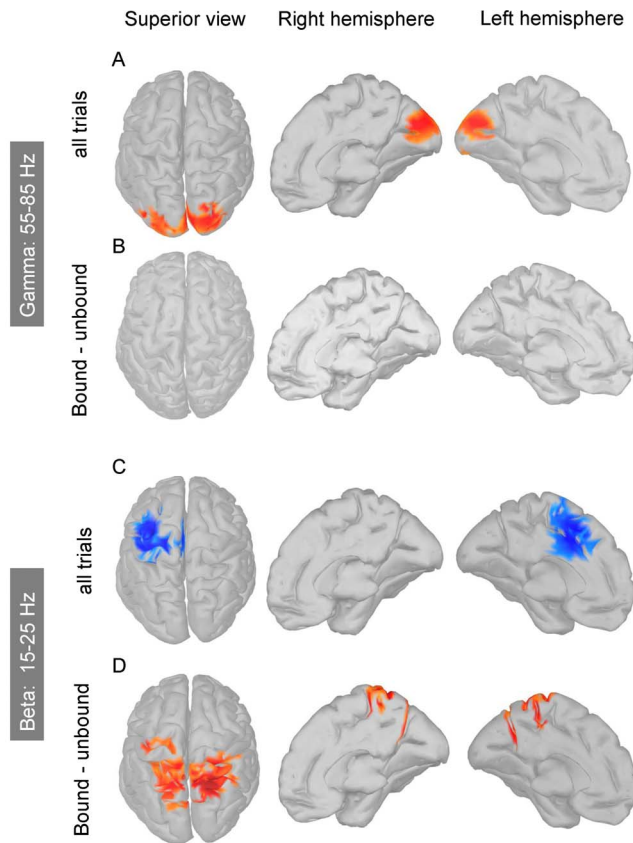 Superior view
Right hemisphere
Left hemisphere
A
all trials
Gamma: 55-85 Hz
B
Bound - unbound
C
all trials
Beta: 15-25 Hz
D
Bound - unbound